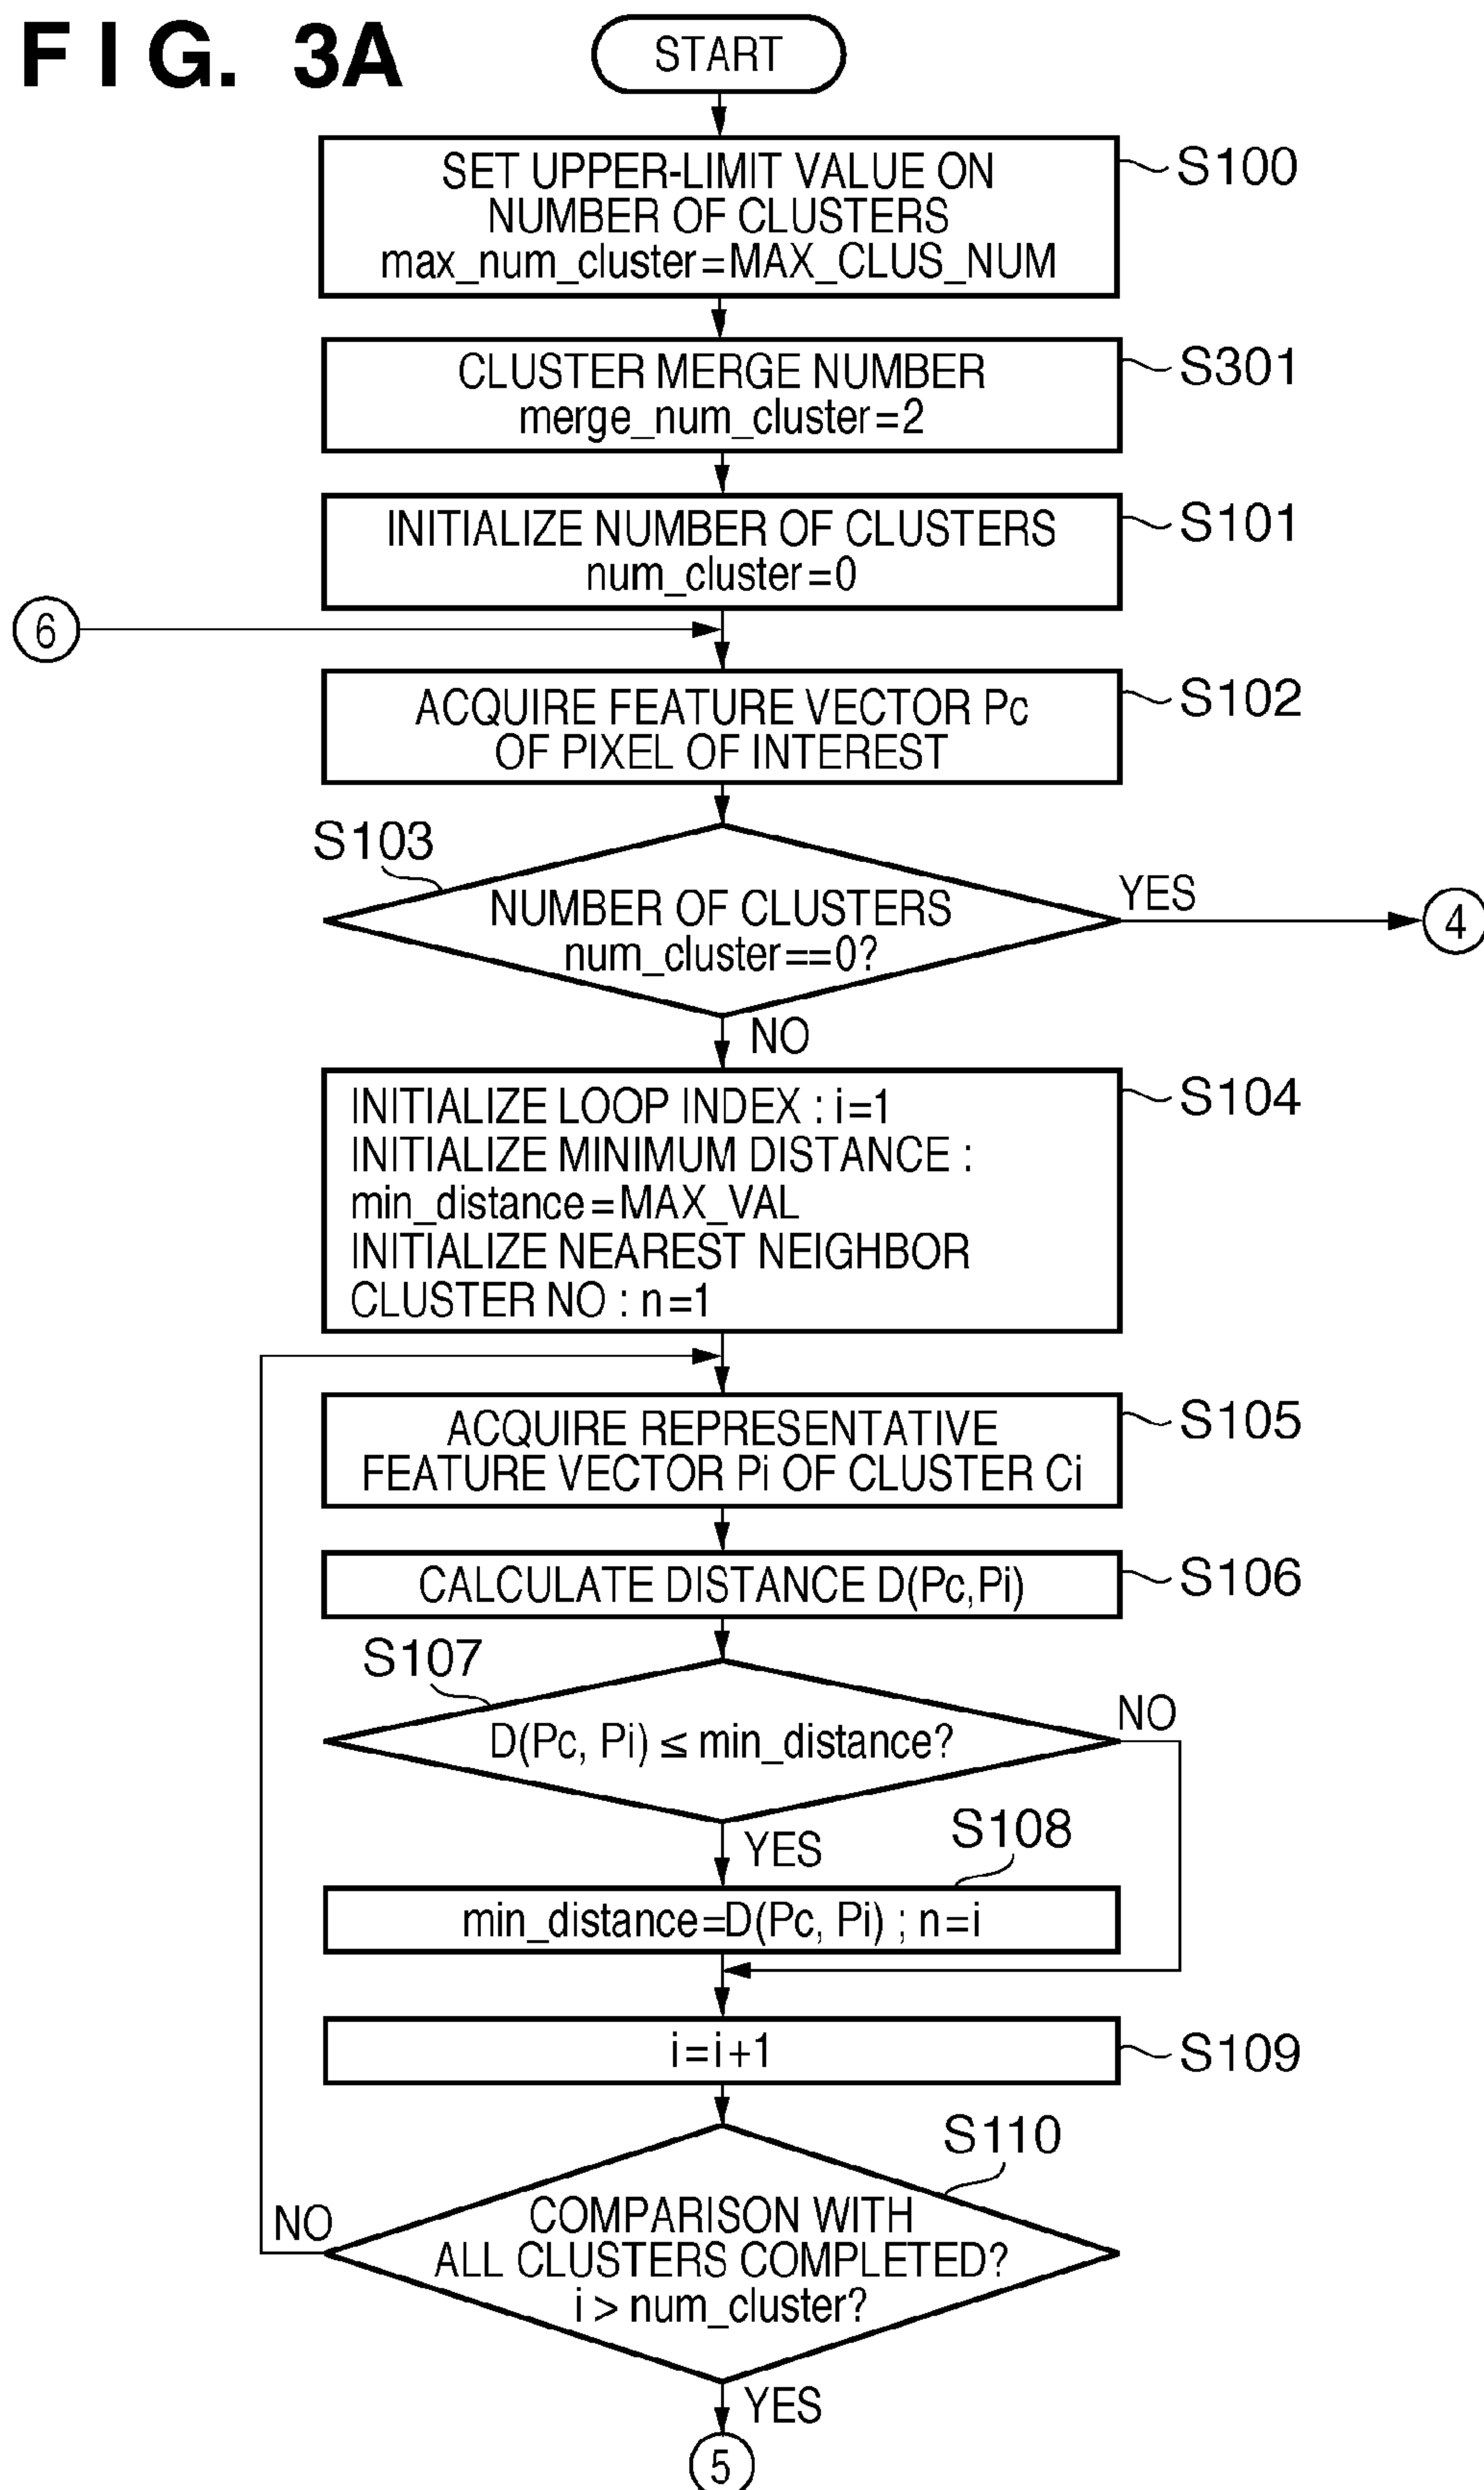 FIG. 3A
START
SET UPPER-LIMIT VALUE ON
NUMBER OF CLUSTERS
max_num_cluster=MAX_CLUS_NUM
S100
CLUSTER MERGE NUMBER
merge_num_cluster=2
S301
INITIALIZE NUMBER OF CLUSTERS
num_cluster=0
S101
6
ACQUIRE FEATURE VECTOR Pc
OF PIXEL OF INTEREST
S102
S103
NUMBER OF CLUSTERS
num_cluster==0?
YES
4
NO
INITIALIZE LOOP INDEX : i=1
INITIALIZE MINIMUM DISTANCE :
min_distance=MAX_VAL
INITIALIZE NEAREST NEIGHBOR
CLUSTER NO : n=1
S104
ACQUIRE REPRESENTATIVE
FEATURE VECTOR Pi OF CLUSTER Ci
S105
CALCULATE DISTANCE D(Pc,Pi)
S106
S107
D(Pc, Pi) ≤ min_distance?
NO
YES
S108
min_distance=D(Pc, Pi) ; n=i
i=i+1
S109
S110
COMPARISON WITH
ALL CLUSTERS COMPLETED?
i > num_cluster?
NO
YES
5